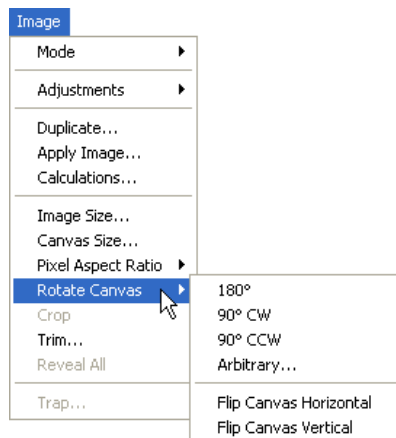 Image
Mode
Adjustments
Duplicate...
Apply Image...
Calculations...
Image Size...
Canvas Size...
Pixel Aspect Ratio
Rotate Canvas
180°
Crop
90° CW
Trim...
90° CCW
Reveal All
Arbitrary...
Trap...
Flip Canvas Horizontal
Flip Canvas Vertical